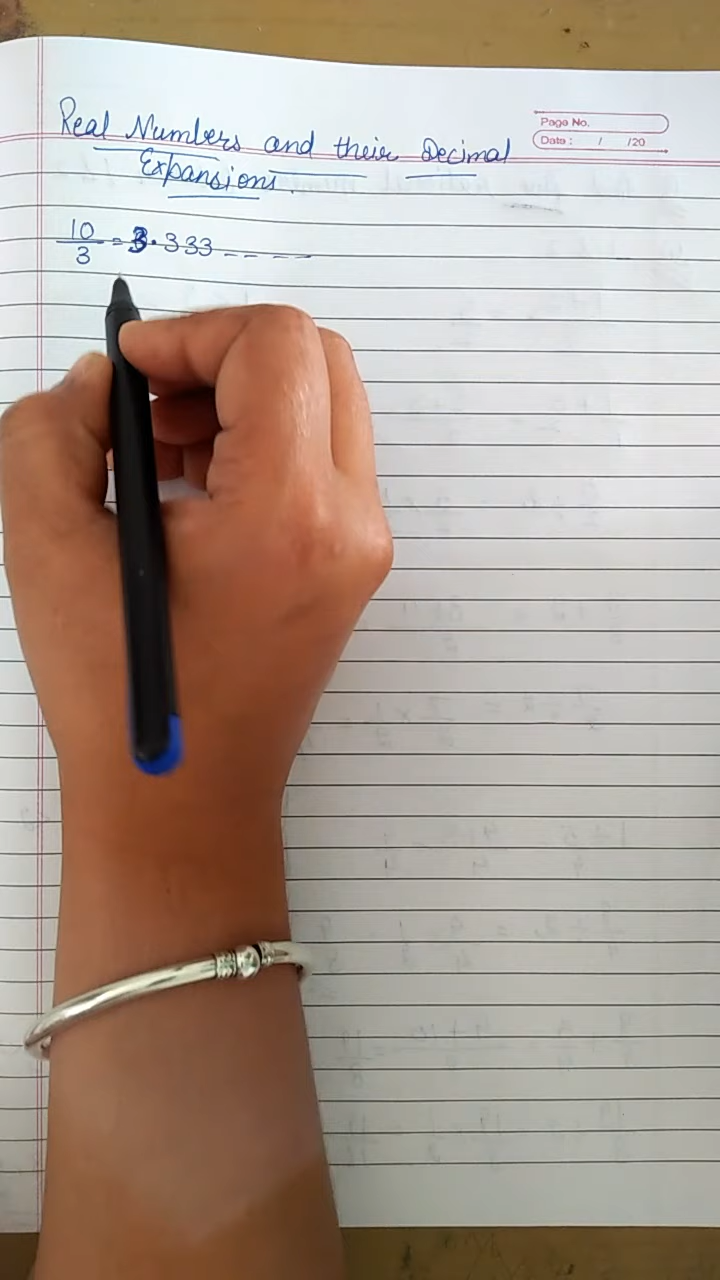 Real Numbers and their Decimal
Expansions.
Page No.
Date : / /20
10/3 = 3.333 - - - -